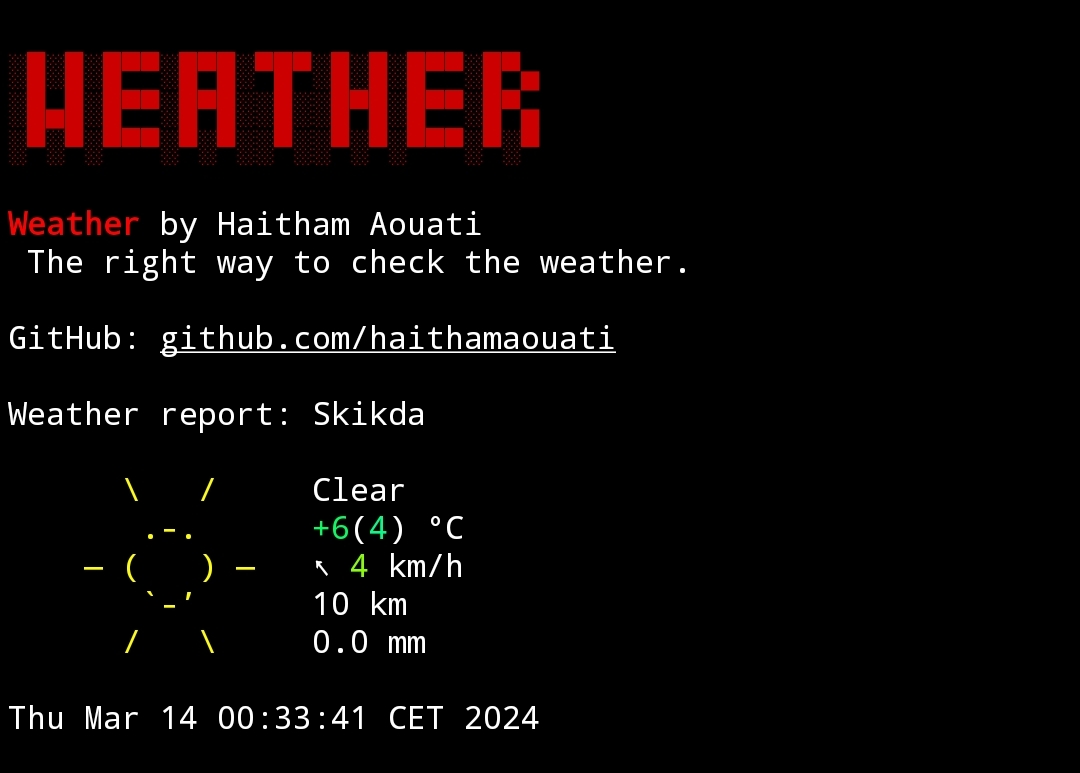 WEATHER
Weather by Haitham Aouati
The right way to check the weather.
GitHub: github.com/haithamaouati
Weather report: Skikda
Clear
+6(4) °C
↖ 4 km/h
10 km
0.0 mm
Thu Mar 14 00:33:41 CET 2024